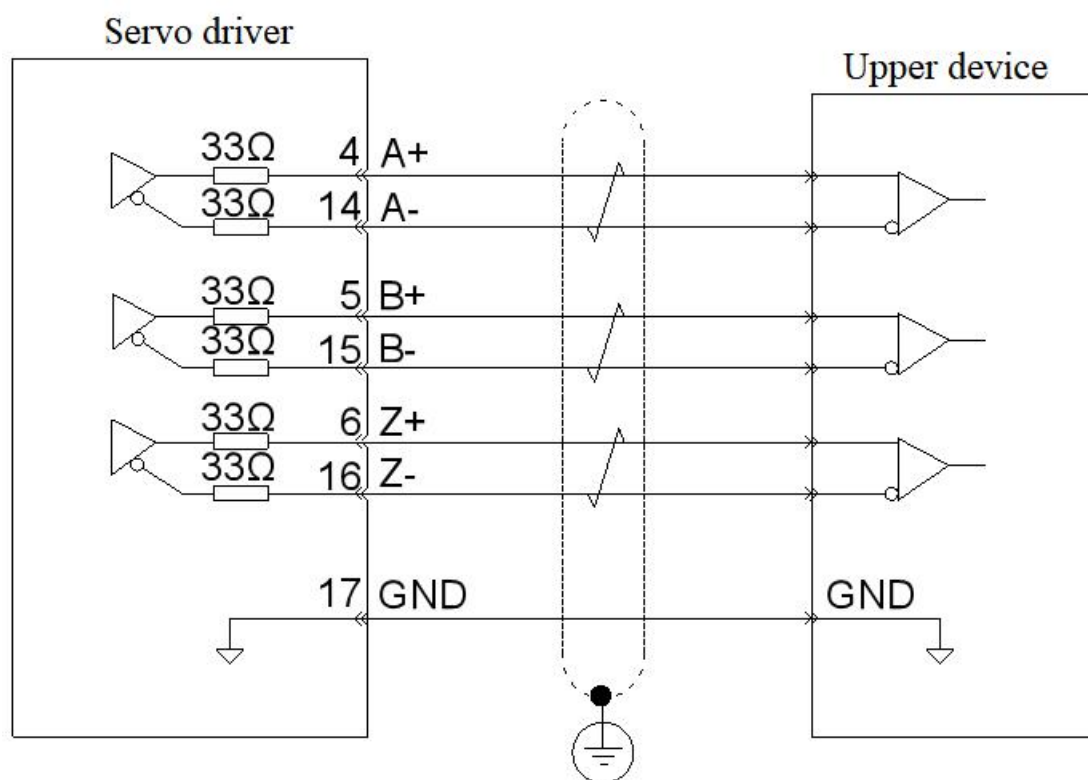 Servo driver
Upper device
33Ω 4 A+
33Ω 14 A-
33Ω 5 B+
33Ω 15 B-
33Ω 6 Z+
33Ω 16 Z-
17 GND GND